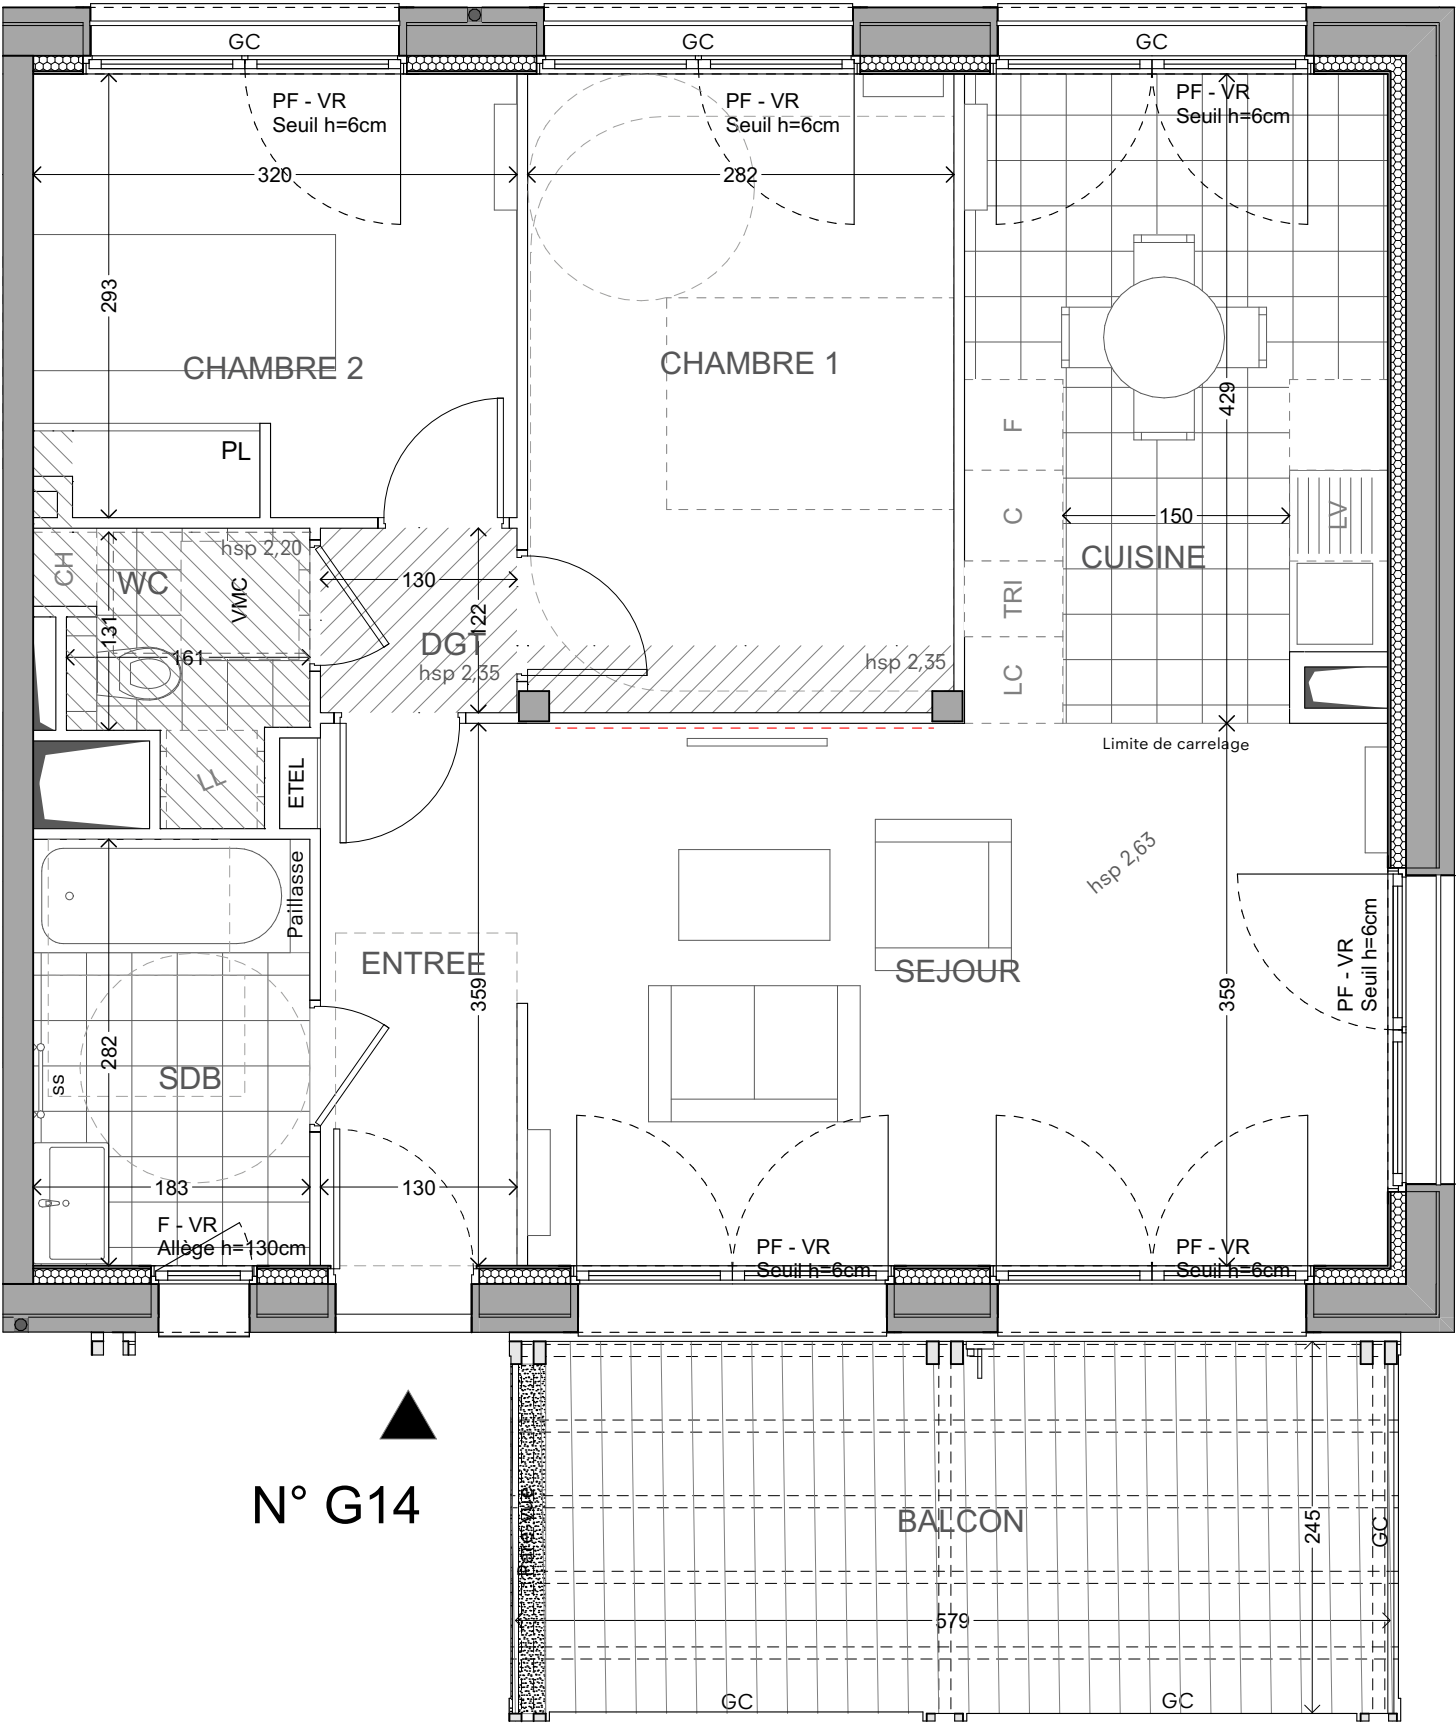 GC
GC
GC
PF - VR
Seuil h=6cm
PF - VR
Seuil h=6cm
PF - VR
Seuil h=6cm
320
282
293
CHAMBRE 2
CHAMBRE 1
429
F
PL
C
150
LV
CUISINE
hsp 2,20
CH
WC
VMC
130
TRI
131
122
DGT
161
hsp 2,35
hsp 2,35
LC
Limite de carrelage
LL
ETEL
Paillasse
hsp 2,63
ENTREE
SEJOUR
359
359
PF - VR
Seuil h=6cm
282
SDB
ss
183
130
F - VR
Allège h=130cm
PF - VR
Seuil h=6cm
PF - VR
Seuil h=6cm
N° G14
Pare-vue
BALCON
245
GC
579
GC
GC